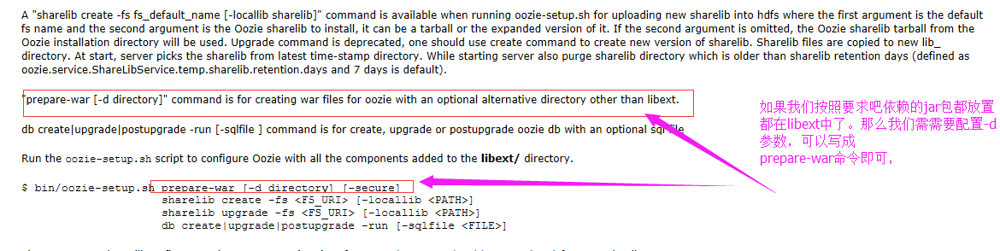 A "sharelib create -fs fs_default_name [-locallib sharelib]" command is available when running oozie-setup.sh for uploading new sharelib into hdfs where the first argument is the default
fs name and the second argument is the Oozie sharelib to install, it can be a tarball or the expanded version of it. If the second argument is omitted, the Oozie sharelib tarball from the
Oozie installation directory will be used. Upgrade command is deprecated, one should use create command to create new version of sharelib. Sharelib files are copied to new lib_
directory. At start, server picks the sharelib from latest time-stamp directory. While starting server also purge sharelib directory which is older than sharelib retention days (defined as
oozie.service.ShareLibService.temp.sharelib.retention.days and 7 days is default).
"prepare-war [-d directory]" command is for creating war files for oozie with an optional alternative directory other than libext.
db create|upgrade|postupgrade -run [-sqlfile ] command is for create, upgrade or postupgrade oozie db with an optional sql file
Run the oozie-setup.sh script to configure Oozie with all the components added to the libext/ directory.
$ bin/oozie-setup.sh prepare-war [-d directory] [-secure]
sharelib create -fs <FS_URI> [-locallib <PATH>]
sharelib upgrade -fs <FS_URI> [-locallib <PATH>]
db create|upgrade|postupgrade -run [-sqlfile <FILE>]
如果我们按照要求吧依赖的jar包都放置
都在libext中了。那么我们需需要配置-d
参数，可以写成
prepare-war命令即可，